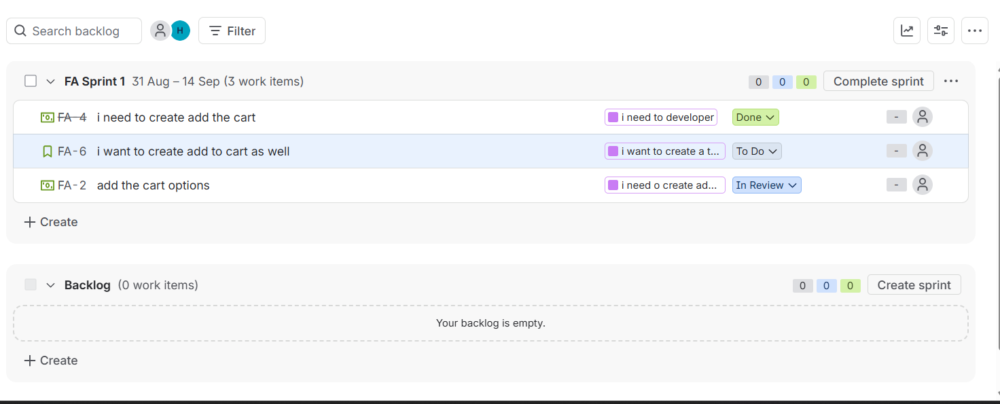 Search backlog H Filter
FA Sprint 1 31 Aug – 14 Sep (3 work items) 0 0 0 Complete sprint
FA-4 i need to create add the cart i need to developer Done -
FA-6 i want to create add to cart as well i want to create a t... To Do -
FA-2 add the cart options i need o create ad... In Review -
Create
Backlog (0 work items) 0 0 0 Create sprint
Your backlog is empty.
Create